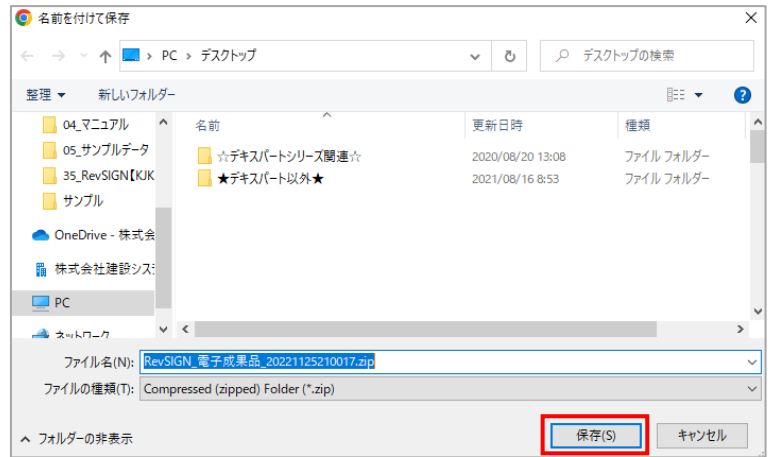 名前を付けて保存
PC › デスクトップ
デスクトップの検索
整理 新しいフォルダー
04_マニュアル
05_サンプルデータ
35_RevSIGN【KJK
サンプル
OneDrive - 株式会
株式会社建設シス
PC
ネットワーク
名前 更新日時 種類
☆デキスパートシリーズ関連☆ 2020/08/20 13:08 ファイル フォルダー
★デキスパート以外★ 2021/08/16 8:53 ファイル フォルダー
ファイル名(N): RevSIGN_電子成果品_20221125210017.zip
ファイルの種類(T): Compressed (zipped) Folder (*.zip)
フォルダーの非表示
保存(S) キャンセル